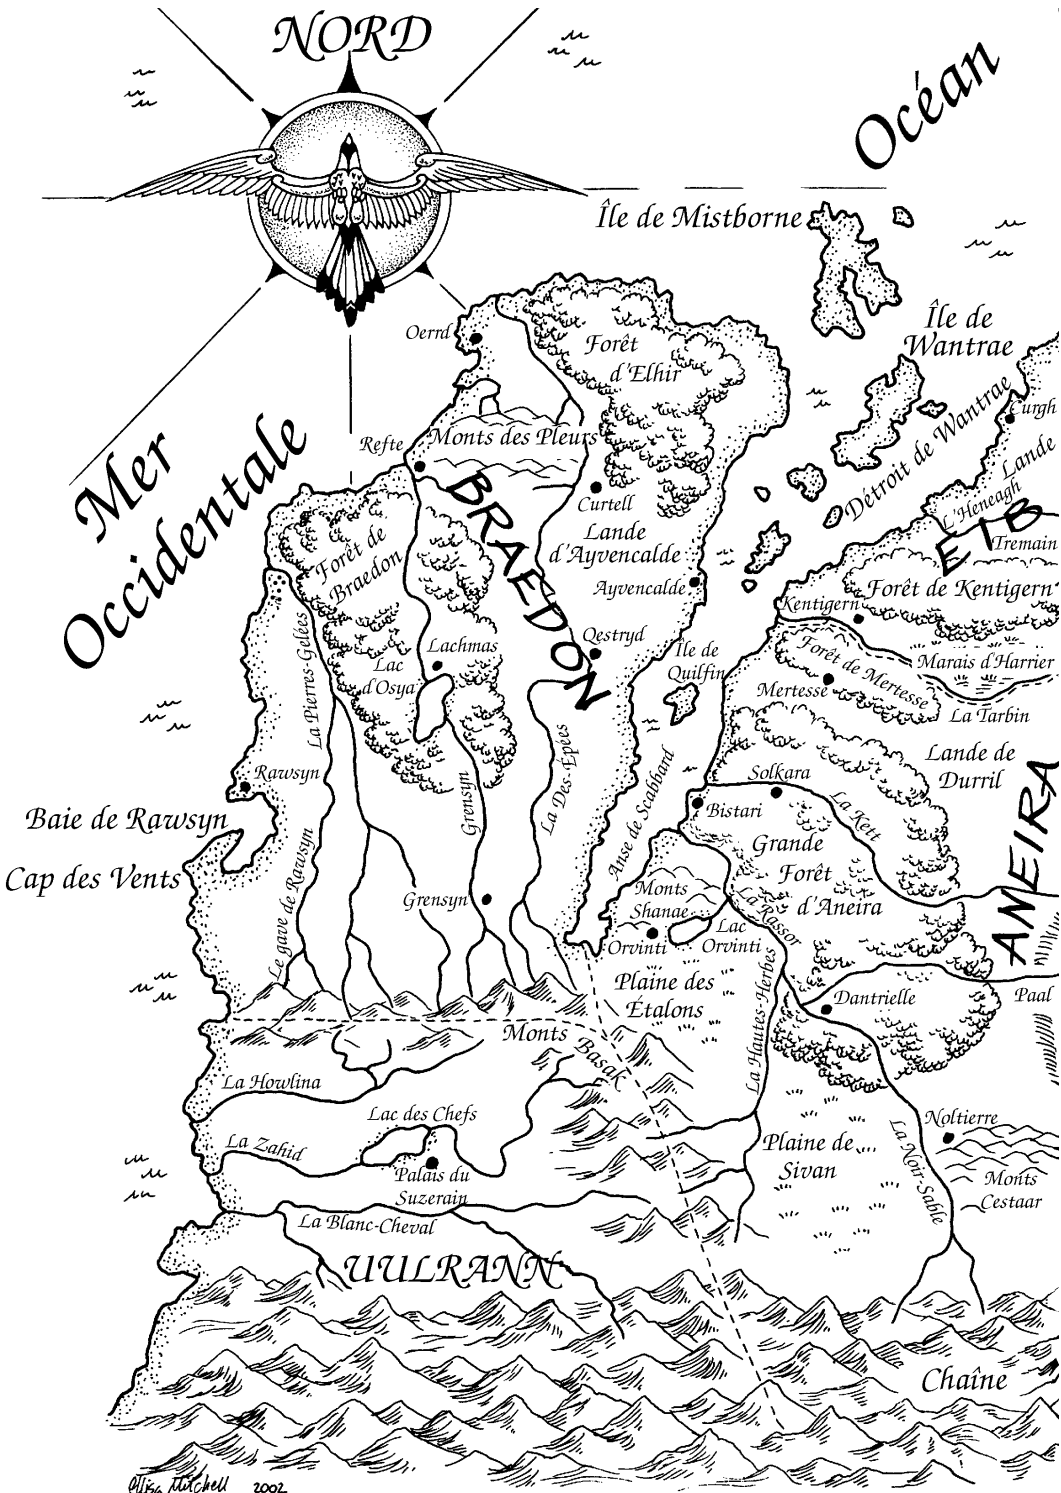 NORD
Océan
Île de Mistborne
Île de
Wantrae
Oerrd
Forêt
d'Elhir
Détroit de Wantrae
Curgh
Mer
Occidentale
Refte
Monts des Pleurs
Lande
L'Heneagh
BRAEDON
Curtell
EIB
Tremain
Forêt de
Braedon
Lande
d'Ayvencalde
Ayvencalde
Forêt de Kentigern
Kentigern
La Pierres-Gelées
Lachmas
Qestryd
Île de
Quilfin
Forêt de Mertesse
Marais d'Harrier
Lac
d'Osya
Mertesse
La Tarbin
Lande de
Durril
ANEIRA
Rawsyn
Grensyn
La Des-Épées
Anse de Scabbard
Solkara
La Kett
Bistari
Baie de Rawsyn
Cap des Vents
Le gave de Rawsyn
Grande
Forêt
d'Aneira
Grensyn
Monts
Shanae
La Rassor
Orvinti
Lac
Orvinti
Plaine des
Étalons
La Hautes-Herbes
Dantrielle
Paal
Monts
Basak
La Howlina
Lac des Chefs
La Zahid
Palais du
Suzerain
Noltierre
Plaine de
Sivan
La Noir-Sable
Monts
Cestaar
La Blanc-Cheval
UULRANN
Chaîne
Elisa Mitchell 2002